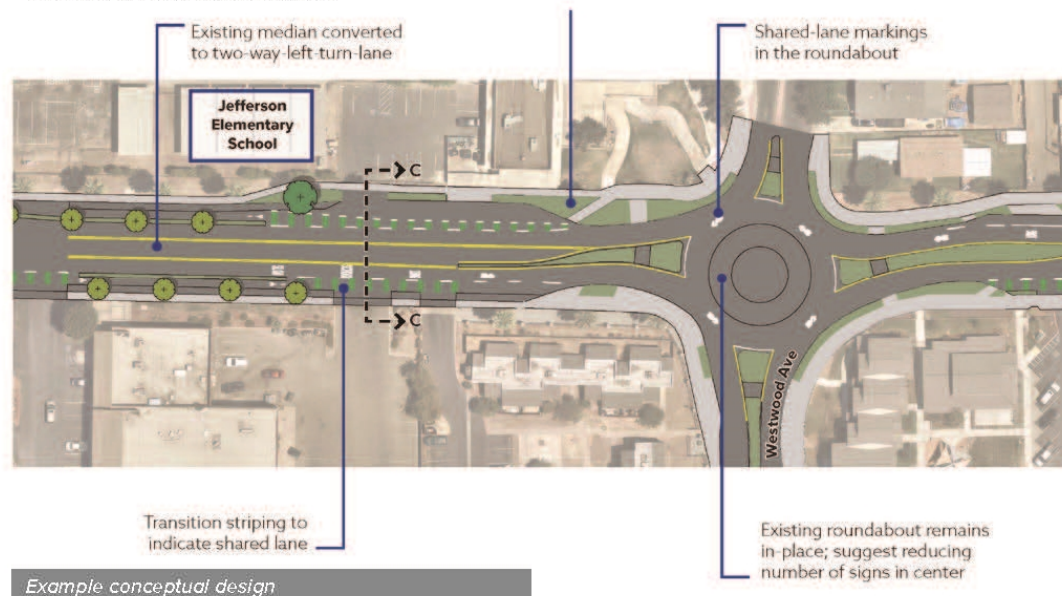 Existing median converted
to two-way-left-turn-lane
Shared-lane markings
in the roundabout
Jefferson
Elementary
School
C
C
Westwood Ave
Transition striping to
indicate shared lane
Existing roundabout remains
in-place; suggest reducing
number of signs in center
Example conceptual design